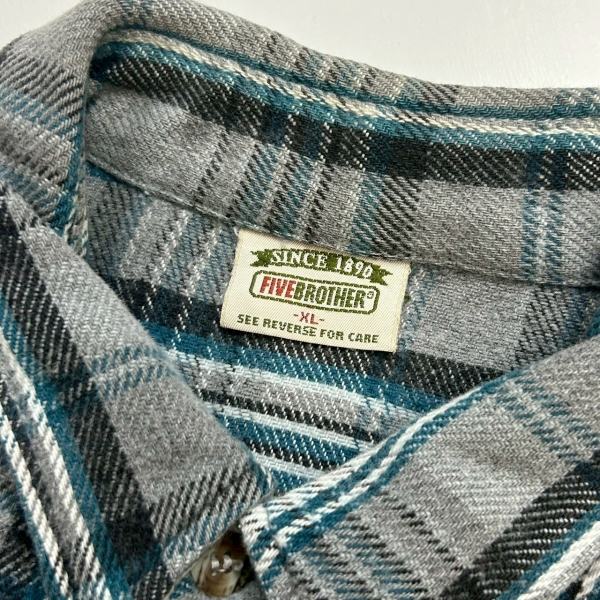 SINCE 1890
FIVEBROTHER®
-XL-
SEE REVERSE FOR CARE